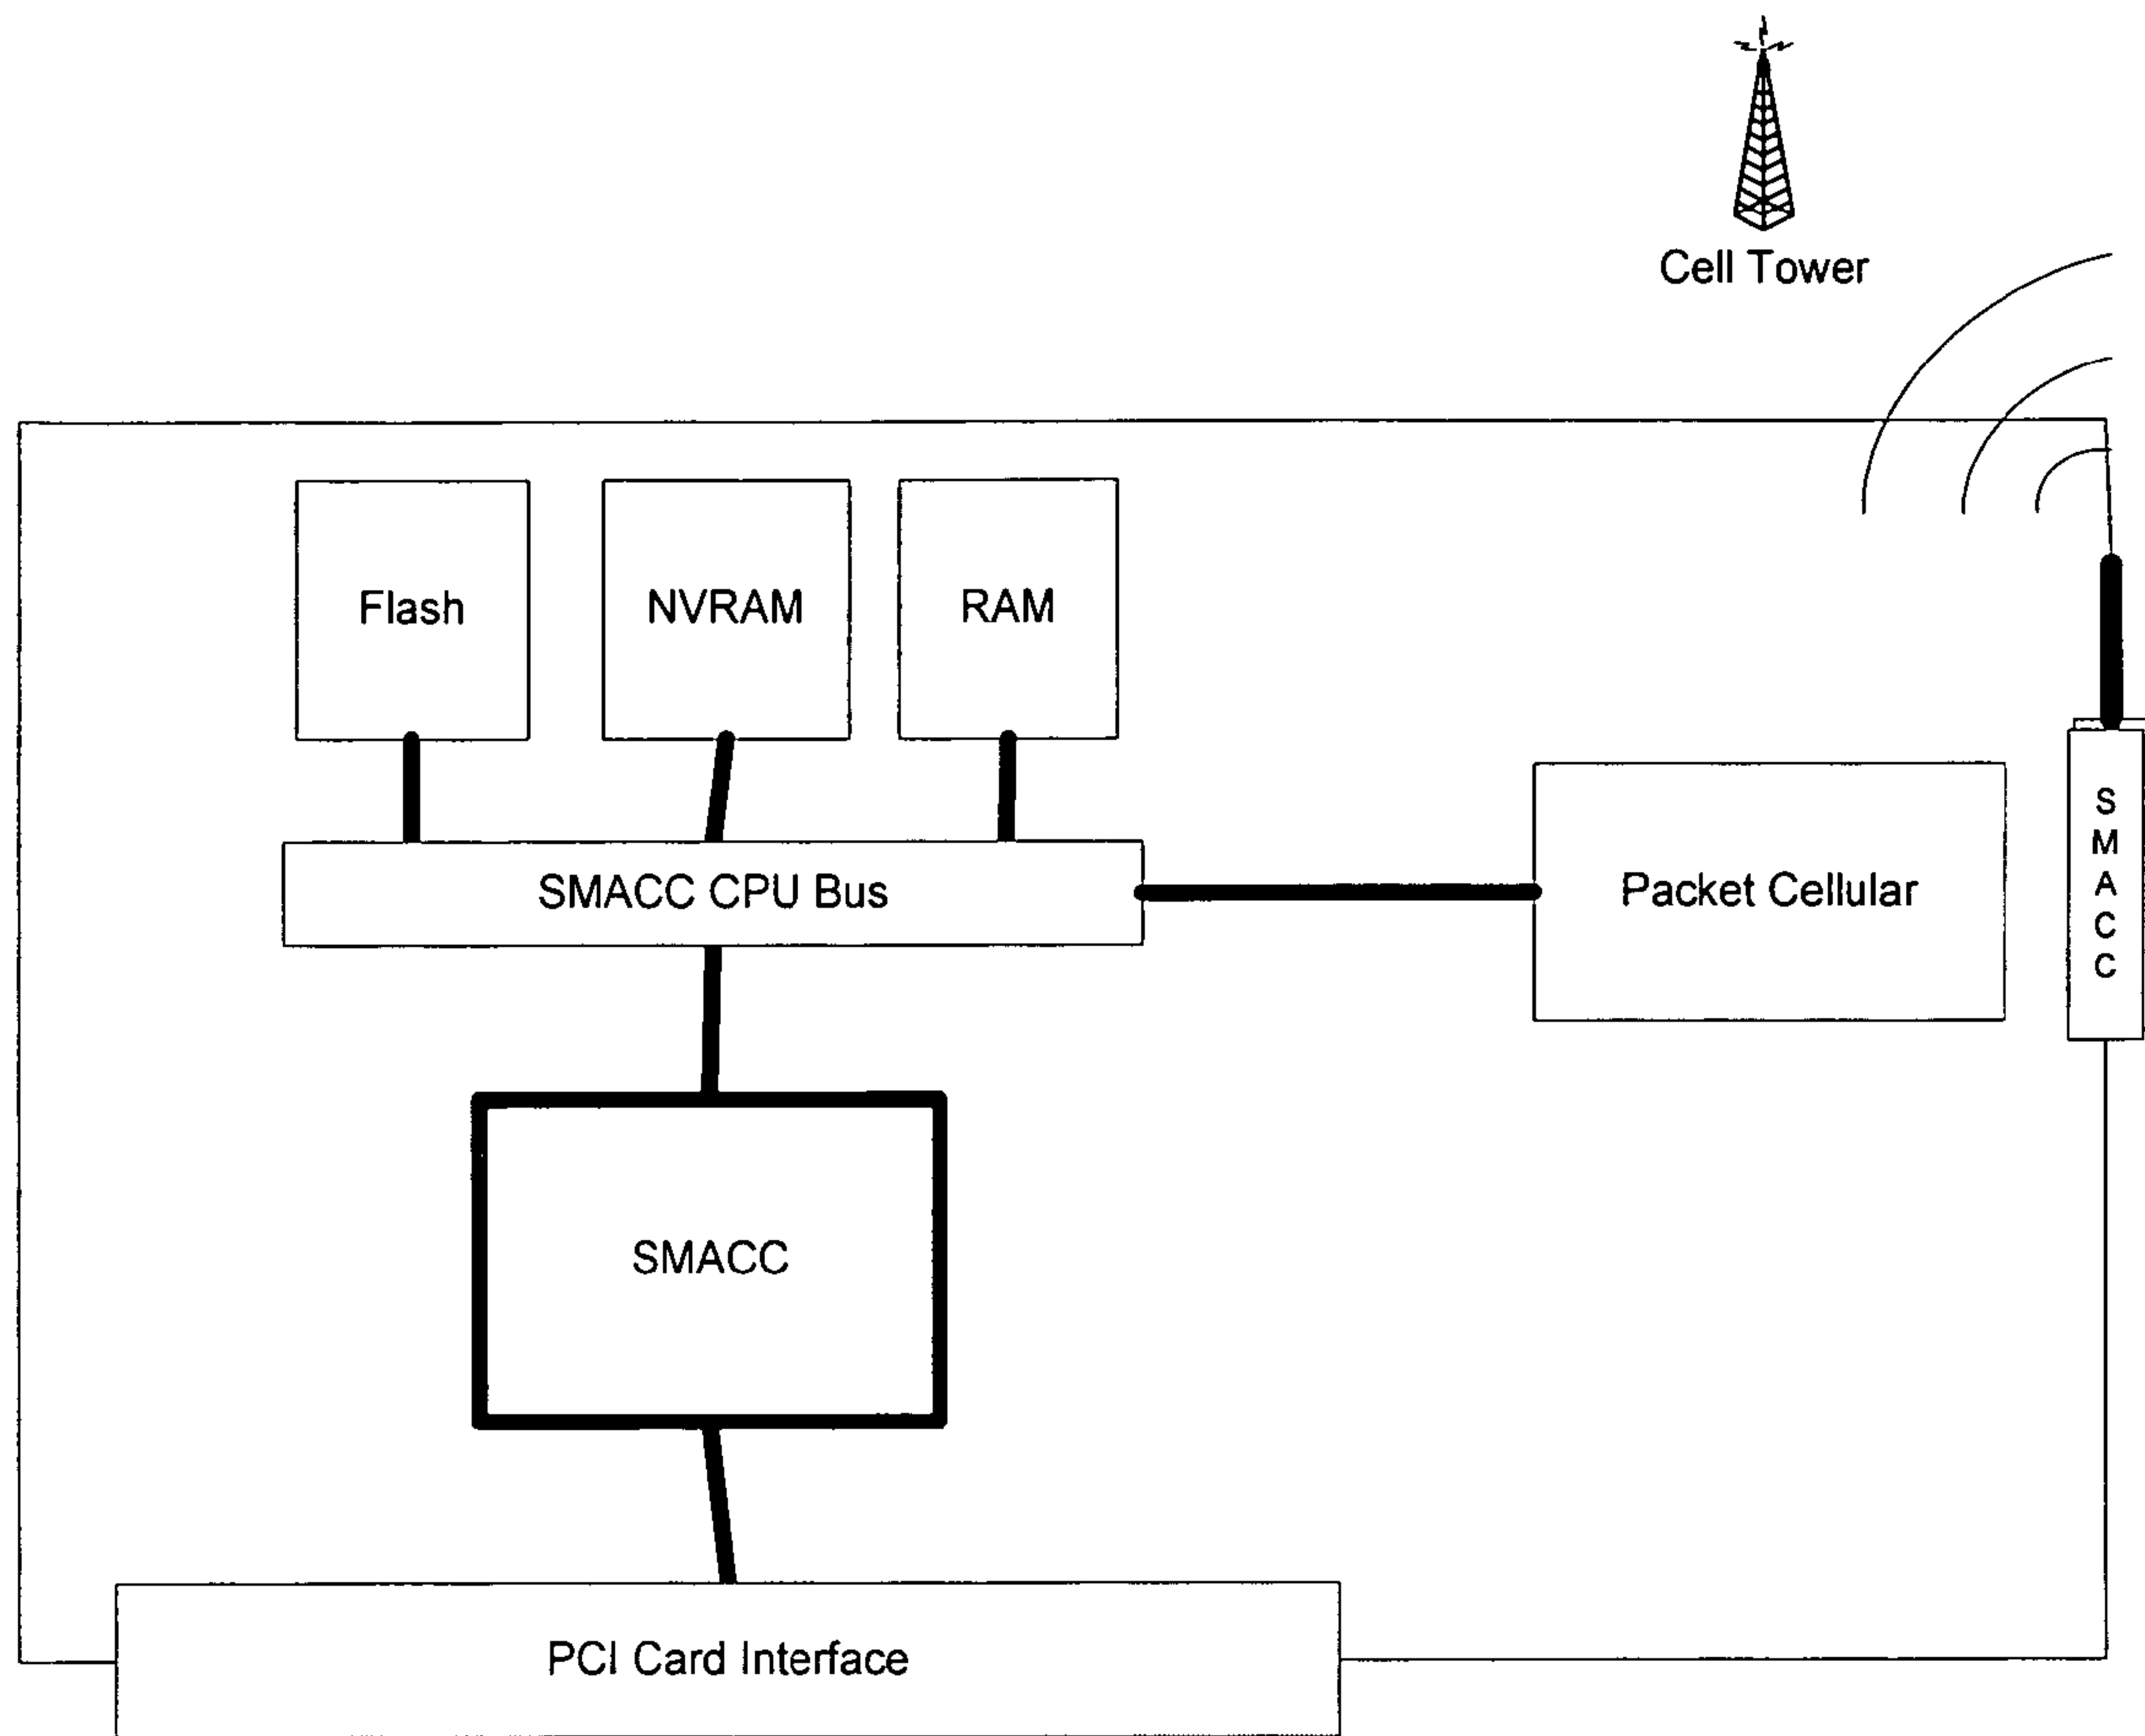 Cell Tower
Flash
NVRAM
RAM
SMACC CPU Bus
Packet Cellular
S
M
A
C
C
SMACC
PCI Card Interface